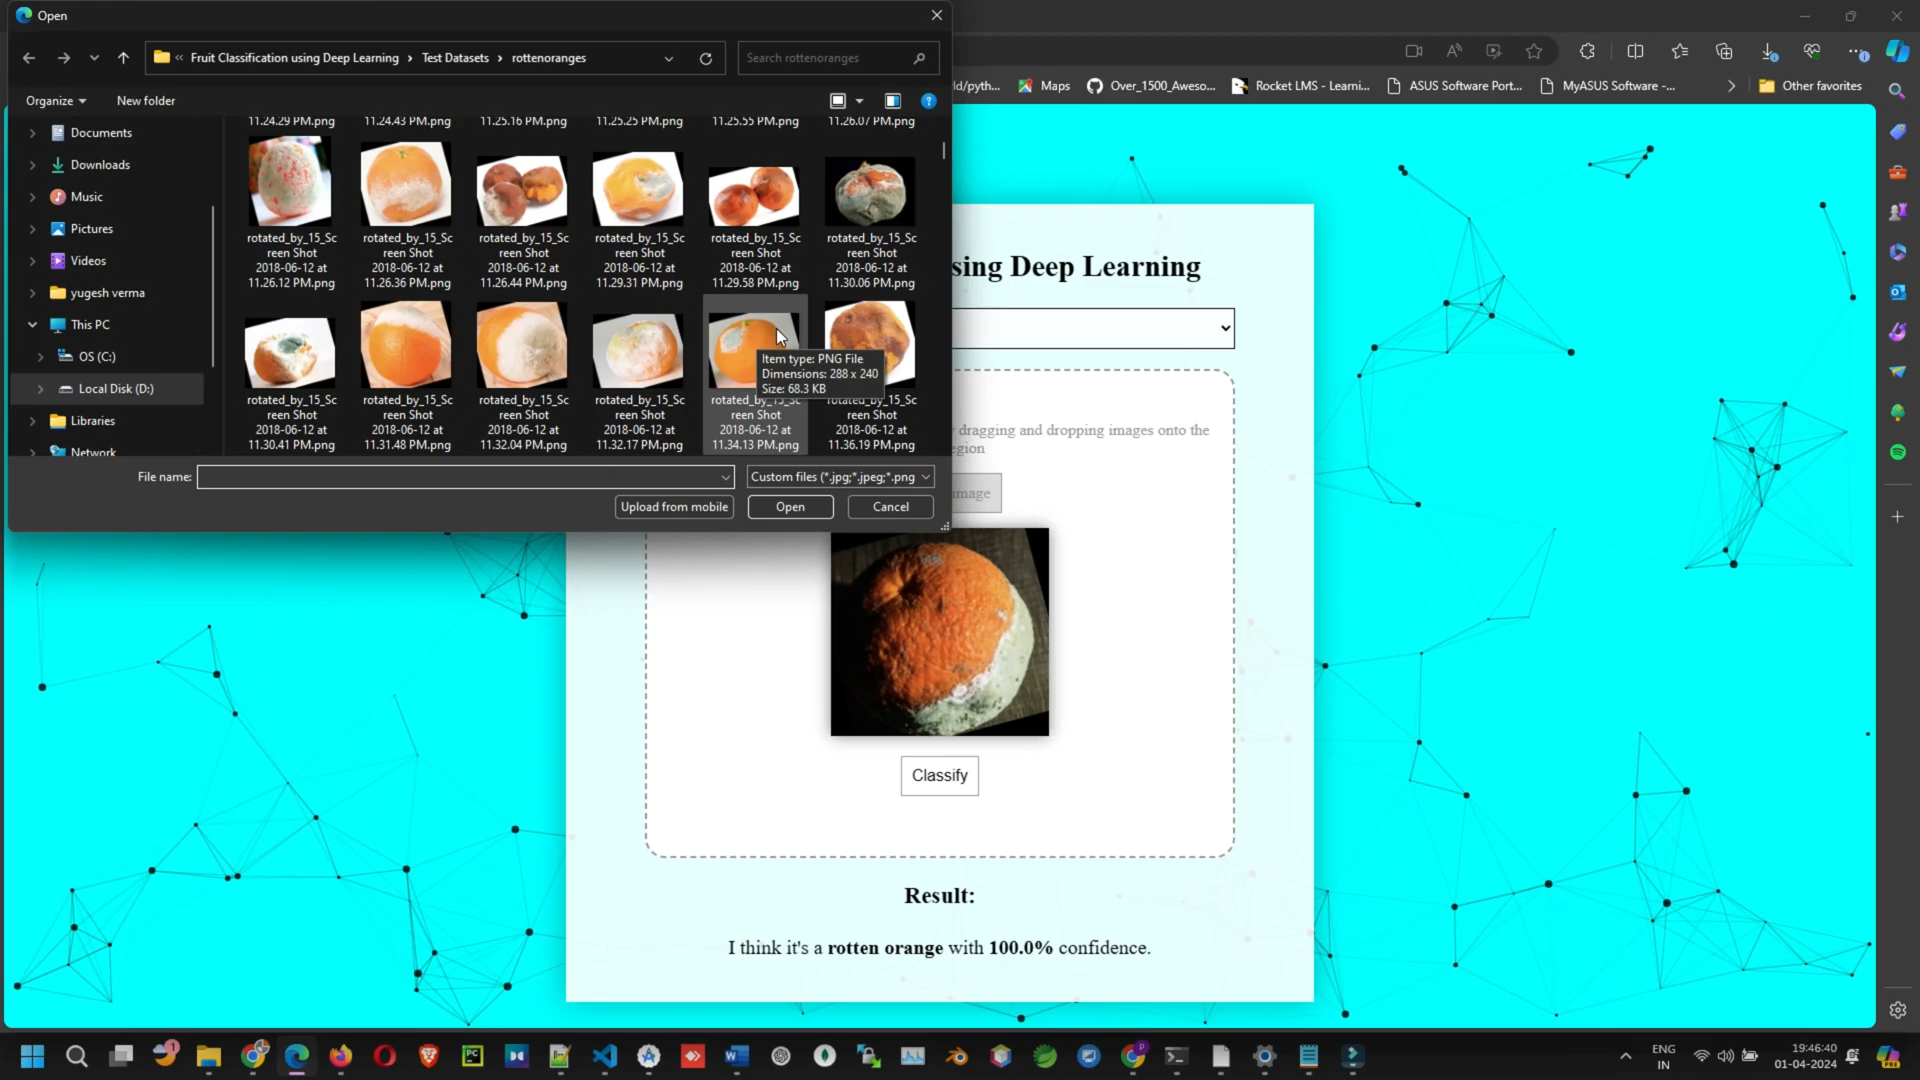 Open
Fruit Classification using Deep Learning > Test Datasets > rottenoranges
Search rottenoranges
Organize
New folder
ld/pyth...
Maps
Over_1500_Aweso...
Rocket LMS - Learni...
ASUS Software Port...
MyASUS Software -...
Other favorites
Documents
Downloads
Music
Pictures
Videos
yugesh verma
This PC
OS (C:)
Local Disk (D:)
Libraries
Network
11.24.29 PM.png
11.24.43 PM.png
11.25.16 PM.png
11.25.25 PM.png
11.25.55 PM.png
11.26.07 PM.png
rotated_by_15_Sc
reen Shot
2018-06-12 at
11.26.12 PM.png
rotated_by_15_Sc
reen Shot
2018-06-12 at
11.26.36 PM.png
rotated_by_15_Sc
reen Shot
2018-06-12 at
11.26.44 PM.png
rotated_by_15_Sc
reen Shot
2018-06-12 at
11.29.31 PM.png
rotated_by_15_Sc
reen Shot
2018-06-12 at
11.29.58 PM.png
rotated_by_15_Sc
reen Shot
2018-06-12 at
11.30.06 PM.png
rotated_by_15_Sc
reen Shot
2018-06-12 at
11.30.41 PM.png
rotated_by_15_Sc
reen Shot
2018-06-12 at
11.31.48 PM.png
rotated_by_15_Sc
reen Shot
2018-06-12 at
11.32.04 PM.png
rotated_by_15_Sc
reen Shot
2018-06-12 at
11.32.17 PM.png
rotated_by_15_Sc
reen Shot
2018-06-12 at
11.34.13 PM.png
rotated_by_15_Sc
reen Shot
2018-06-12 at
11.36.19 PM.png
Item type: PNG File
Dimensions: 288 x 240
Size: 68.3 KB
File name:
Custom files (*.jpg;*.jpeg;*.png
Upload from mobile
Open
Cancel
sing Deep Learning
dragging and dropping images onto the
egion
image
Classify
Result:
I think it's a rotten orange with 100.0% confidence.
ENG
IN
19:46:40
01-04-2024